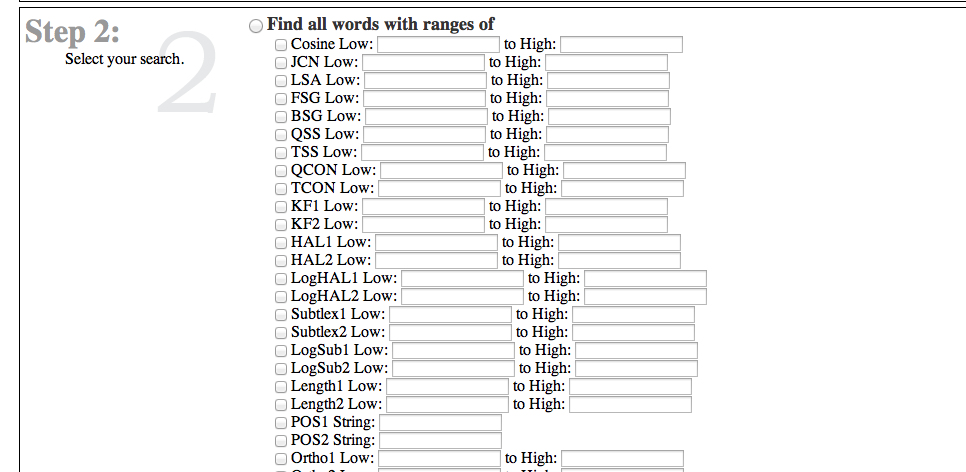 Step 2:
Select your search.
2
Find all words with ranges of
Cosine Low: to High:
JCN Low: to High:
LSA Low: to High:
FSG Low: to High:
BSG Low: to High:
QSS Low: to High:
TSS Low: to High:
QCON Low: to High:
TCON Low: to High:
KF1 Low: to High:
KF2 Low: to High:
HAL1 Low: to High:
HAL2 Low: to High:
LogHAL1 Low: to High:
LogHAL2 Low: to High:
Subtlex1 Low: to High:
Subtlex2 Low: to High:
LogSub1 Low: to High:
LogSub2 Low: to High:
Length1 Low: to High:
Length2 Low: to High:
POS1 String:
POS2 String:
Ortho1 Low: to High: